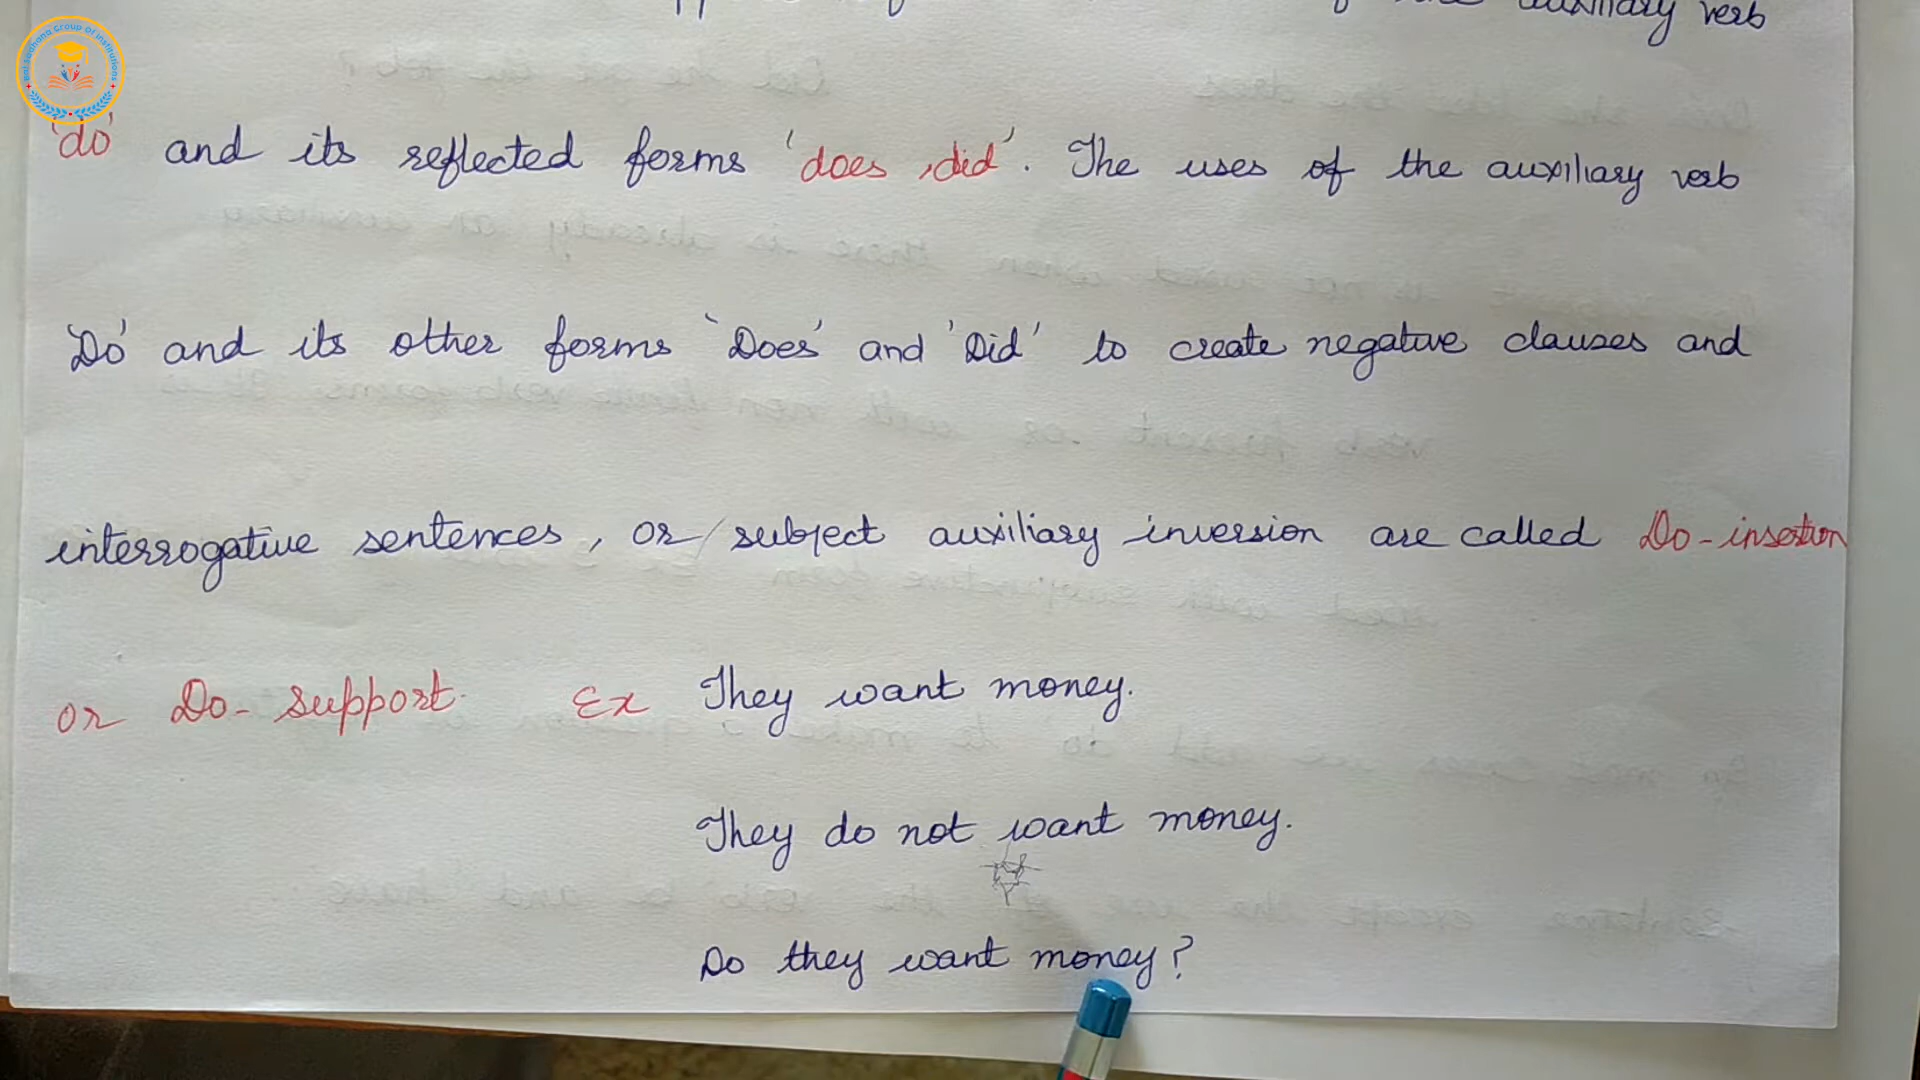 auxiliary verb
'do' and its reflected forms 'does, did'. The uses of the auxiliary verb
'Do' and its other forms 'Does' and 'Did' to create negative clauses and
interrogative sentences, or subject auxiliary inversion are called Do-insertion
or Do-support. Ex They want money.
They do not want money.
Do they want money?